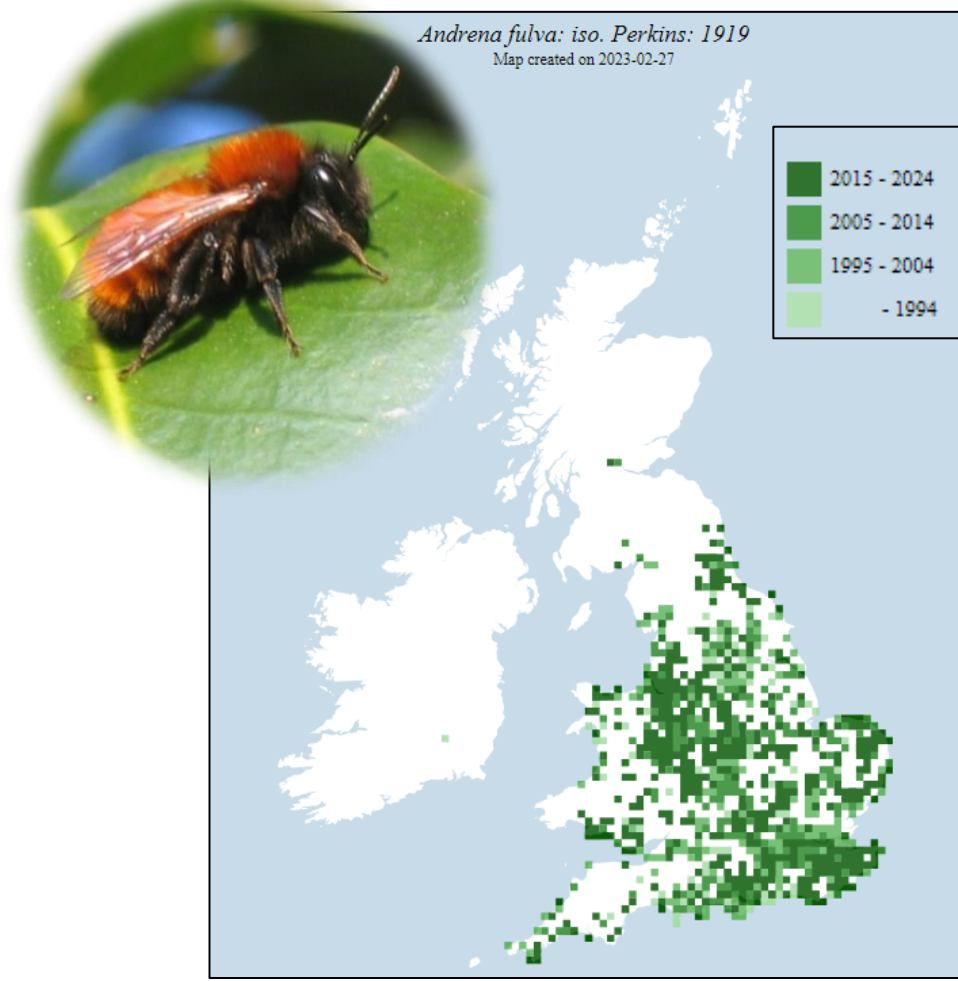 Andrena fulva: iso. Perkins: 1919
Map created on 2023-02-27
2015 - 2024
2005 - 2014
1995 - 2004
- 1994